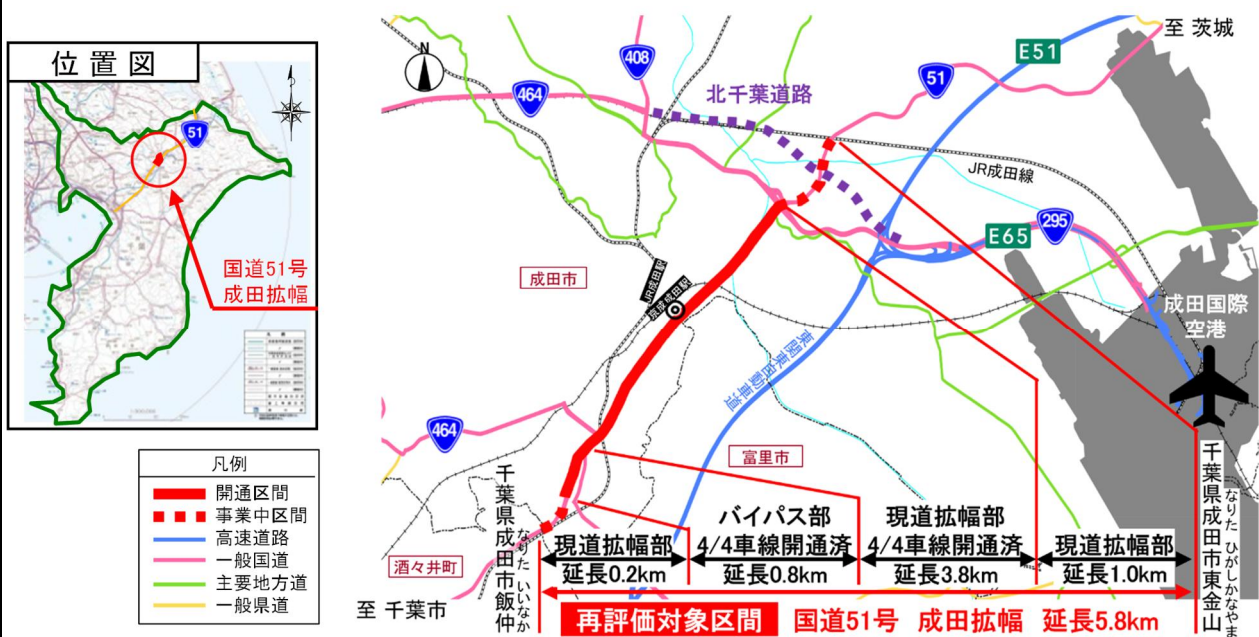 位置図
51
国道51号
成田拡幅
凡例
開通区間
事業中区間
高速道路
一般国道
主要地方道
一般県道
N
408
464
北千葉道路
51
E51
至 茨城
JR成田線
E65
295
成田市
JR成田駅
京成成田駅
成田国際
空港
東関東自動車道
464
富里市
酒々井町
至 千葉市
千葉県成田市飯仲
なりた いいなか
現道拡幅部
延長0.2km
バイパス部
4/4車線開通済
延長0.8km
現道拡幅部
4/4車線開通済
延長3.8km
現道拡幅部
延長1.0km
千葉県成田市東金山
なりた ひがしかなやま
再評価対象区間 国道51号 成田拡幅 延長5.8km